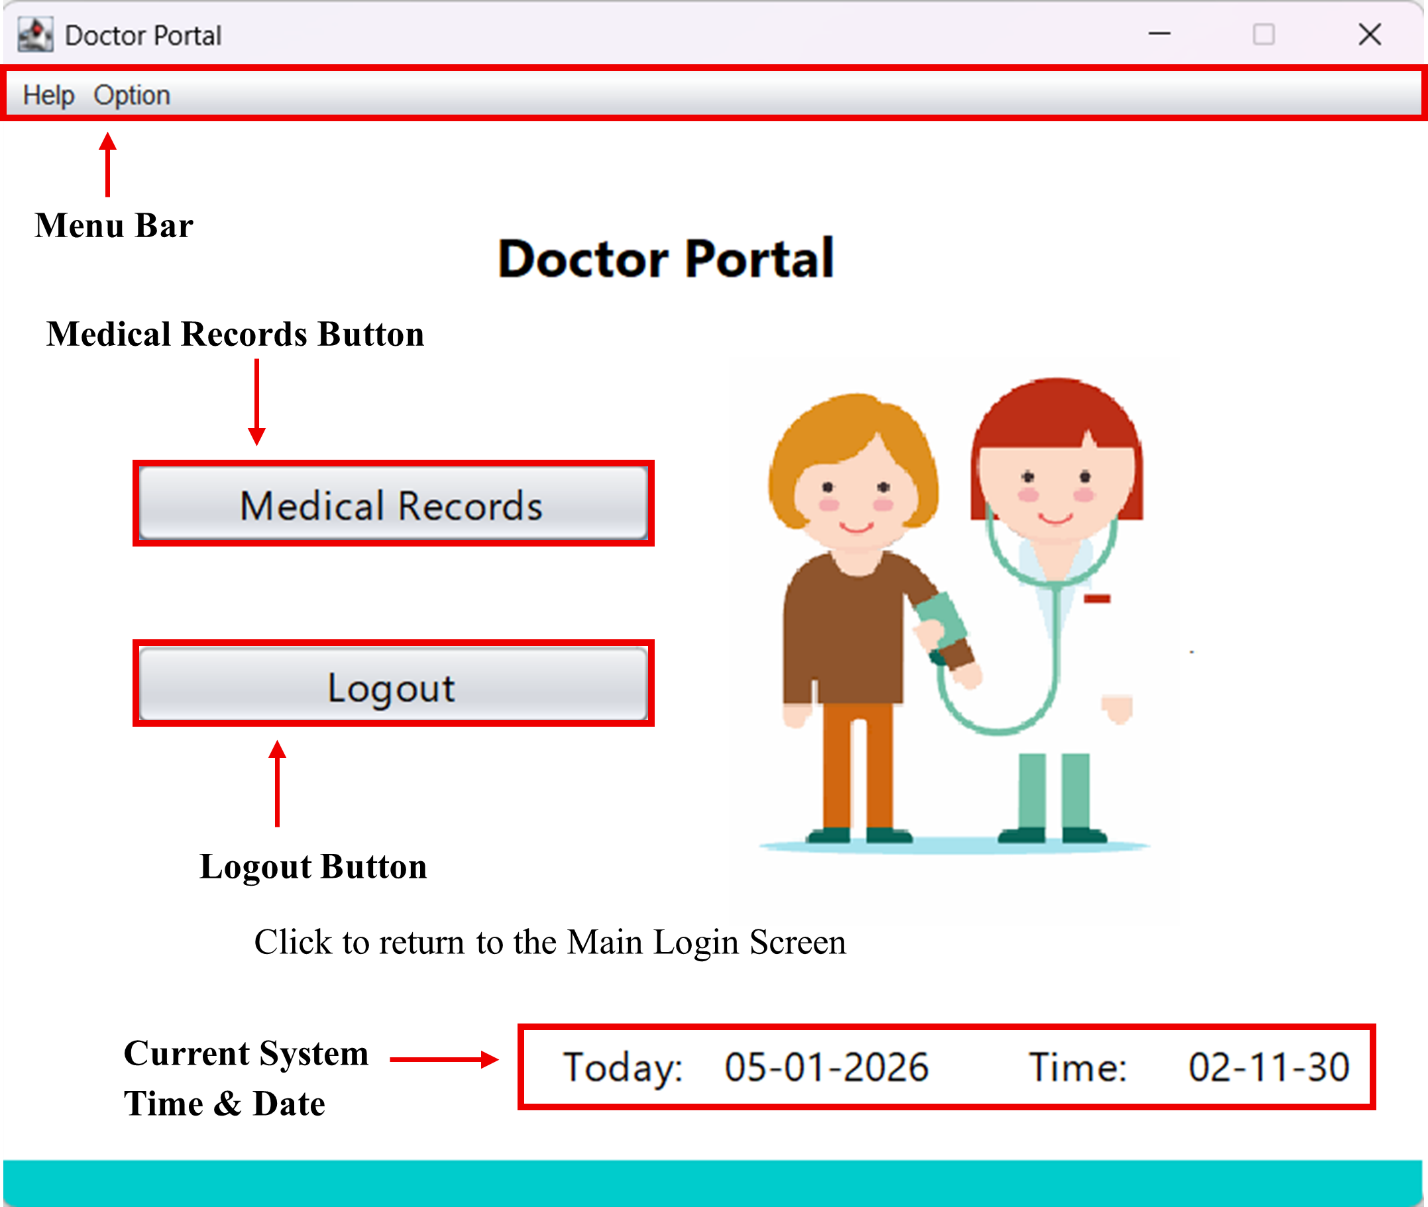 Doctor Portal
Help Option
Menu Bar
Doctor Portal
Medical Records Button
Medical Records
Logout
Logout Button
Click to return to the Main Login Screen
Current System
Time & Date
Today: 05-01-2026 Time: 02-11-30